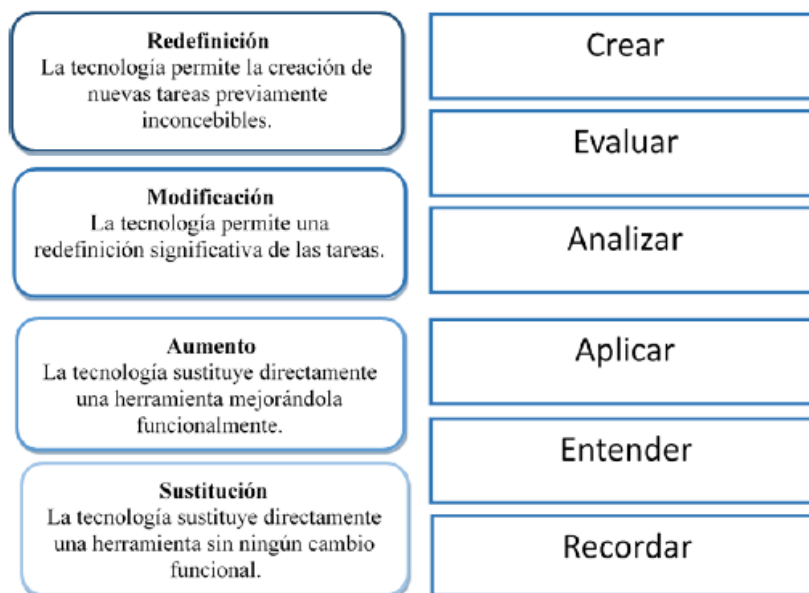 Redefinición
La tecnología permite la creación de
nuevas tareas previamente
inconcebibles.
Modificación
La tecnología permite una
redefinición significativa de las tareas.
Aumento
La tecnología sustituye directamente
una herramienta mejorándola
funcionalmente.
Sustitución
La tecnología sustituye directamente
una herramienta sin ningún cambio
funcional.
Crear
Evaluar
Analizar
Aplicar
Entender
Recordar